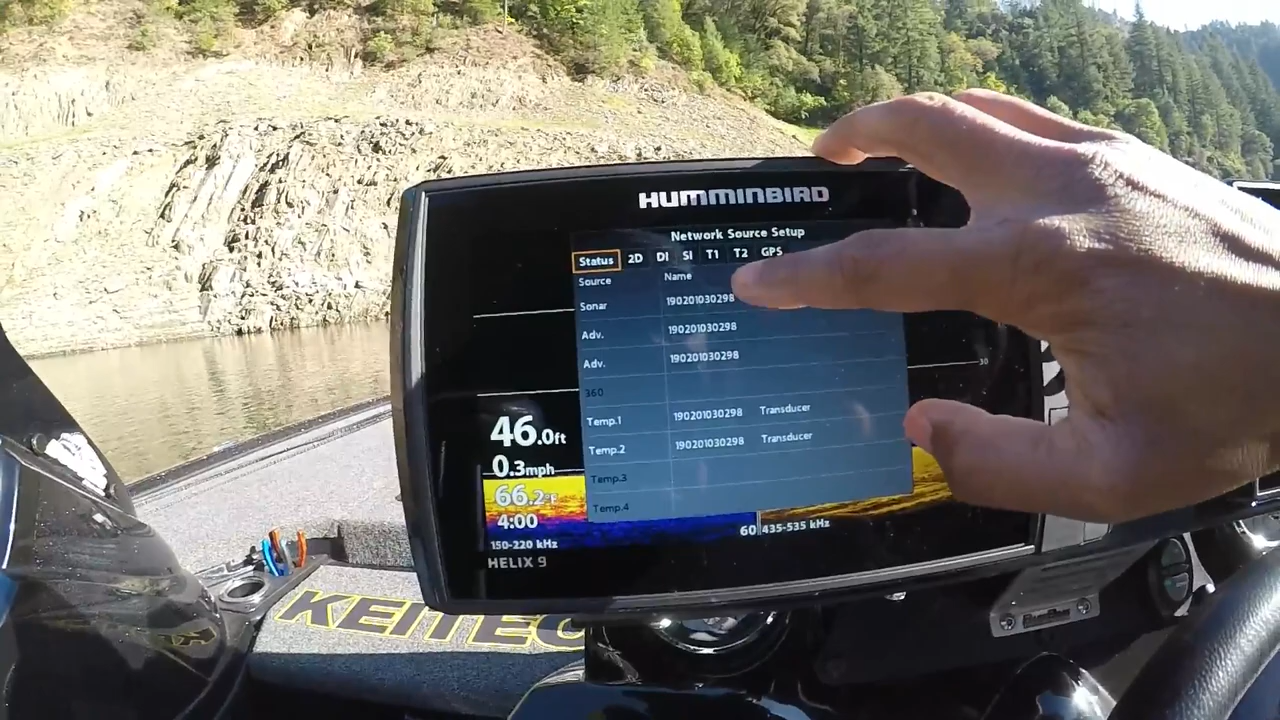 HUMMINBIRD
Network Source Setup
Status 2D DI SI T1 T2 GPS
Source Name
Sonar 190201030298
Adv. 190201030298
Adv. 190201030298
360
Temp.1 190201030298 Transducer
Temp.2 190201030298 Transducer
Temp.3
Temp.4
30
46.0ft
0.3mph
66.2°F
4:00
150-220 kHz
60 435-535 kHz
HELIX 9
KEITEC